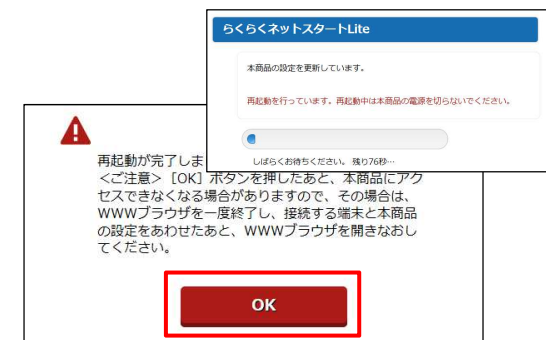 らくらくネットスタートLite
本商品の設定を更新しています。
再起動を行っています。再起動中は本商品の電源を切らないでください。
しばらくお待ちください。 残り76秒…
再起動が完了しま
<ご注意> [OK] ボタンを押したあと、本商品にアク
セスできなくなる場合がありますので、その場合は、
WWWブラウザを一度終了し、接続する端末と本商品
の設定をあわせたあと、WWWブラウザを開きなおし
てください。
OK